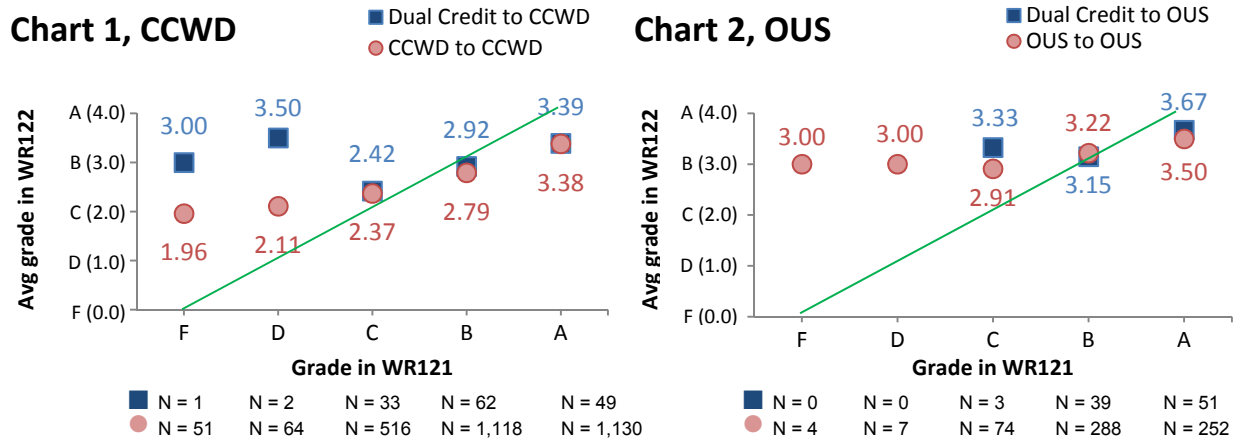 Chart 1, CCWD
Dual Credit to CCWD
CCWD to CCWD
Avg grade in WR122
A (4.0)
B (3.0)
C (2.0)
D (1.0)
F (0.0)
3.00
3.50
2.42
2.92
3.39
1.96
2.11
2.37
2.79
3.38
F D C B A
Grade in WR121
N = 1 N = 2 N = 33 N = 62 N = 49
N = 51 N = 64 N = 516 N = 1,118 N = 1,130
Chart 2, OUS
Dual Credit to OUS
OUS to OUS
Avg grade in WR122
A (4.0)
B (3.0)
C (2.0)
D (1.0)
F (0.0)
3.00
3.00
3.33
3.22
3.67
2.91
3.15
3.50
F D C B A
Grade in WR121
N = 0 N = 0 N = 3 N = 39 N = 51
N = 4 N = 7 N = 74 N = 288 N = 252